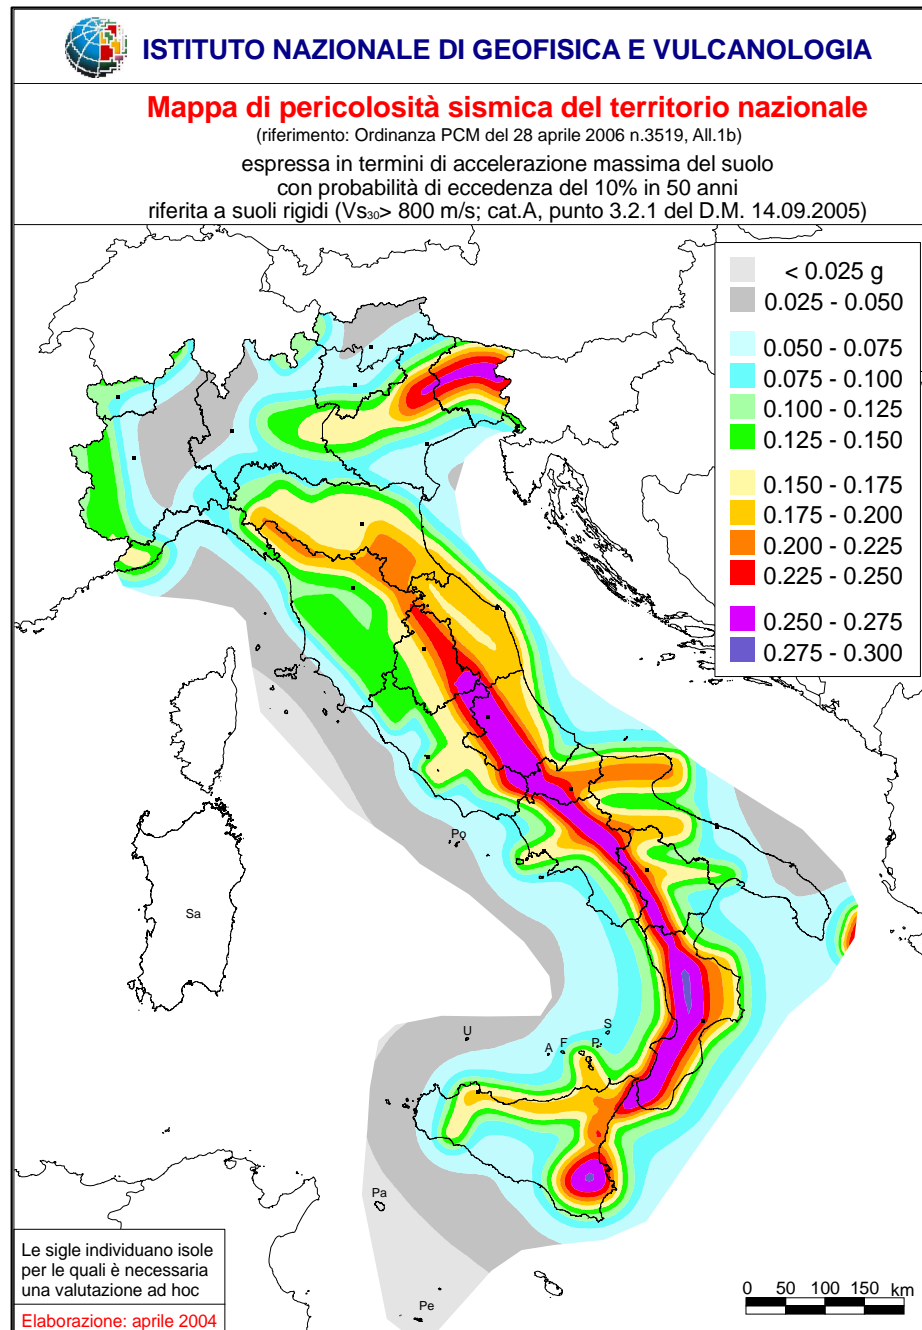 ISTITUTO NAZIONALE DI GEOFISICA E VULCANOLOGIA
Mappa di pericolosità sismica del territorio nazionale
(riferimento: Ordinanza PCM del 28 aprile 2006 n.3519, All.1b)
espressa in termini di accelerazione massima del suolo
con probabilità di eccedenza del 10% in 50 anni
riferita a suoli rigidi (Vs₃₀> 800 m/s; cat.A, punto 3.2.1 del D.M. 14.09.2005)
< 0.025 g
0.025 - 0.050
0.050 - 0.075
0.075 - 0.100
0.100 - 0.125
0.125 - 0.150
0.150 - 0.175
0.175 - 0.200
0.200 - 0.225
0.225 - 0.250
0.250 - 0.275
0.275 - 0.300
Po
Sa
U
A
F
P
S
Pa
Pe
Le sigle individuano isole
per le quali è necessaria
una valutazione ad hoc
Elaborazione: aprile 2004
0 50 100 150 km